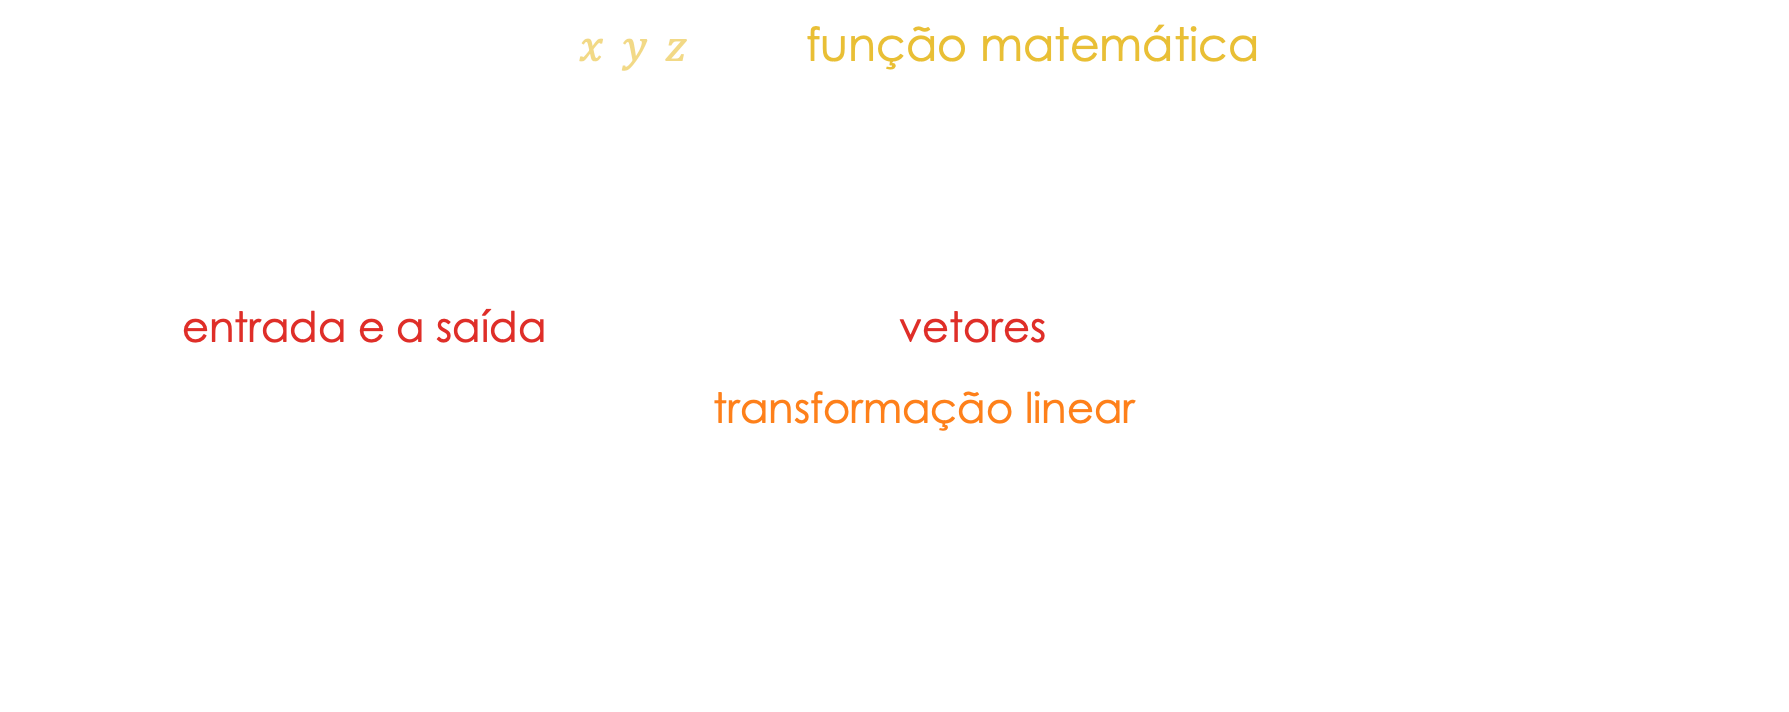 x y z função matemática
entrada e a saída vetores
transformação linear